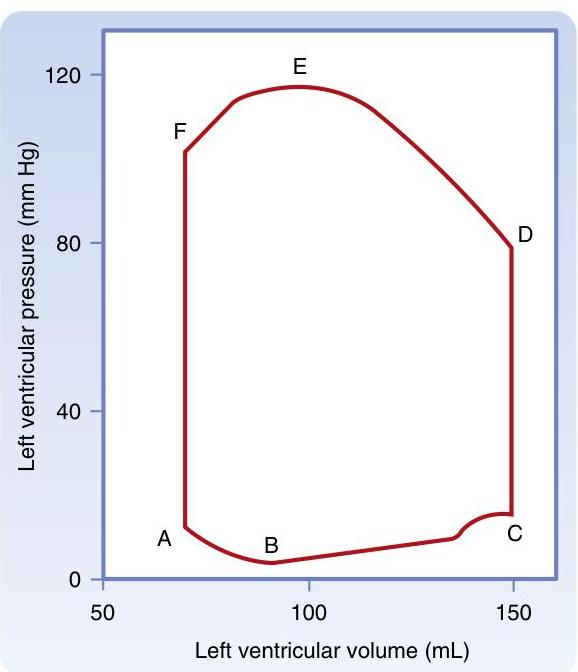 E
120
F
D
80
Left ventricular pressure (mm Hg)
40
A
B
C
0
50
100
150
Left ventricular volume (mL)